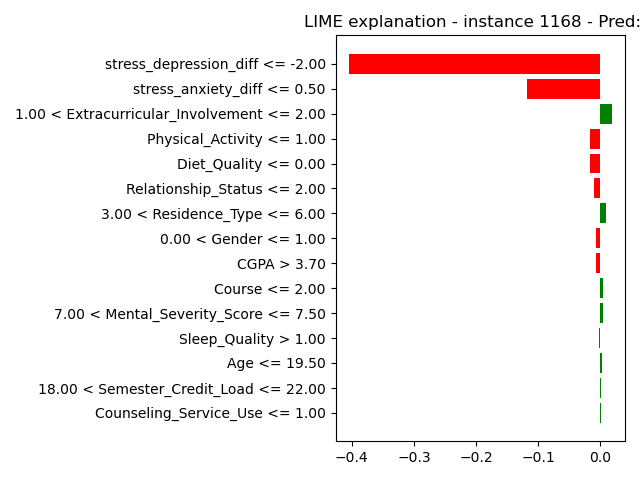 LIME explanation - instance 1168 - Pred:
stress_depression_diff <= -2.00
stress_anxiety_diff <= 0.50
1.00 < Extracurricular_Involvement <= 2.00
Physical_Activity <= 1.00
Diet_Quality <= 0.00
Relationship_Status <= 2.00
3.00 < Residence_Type <= 6.00
0.00 < Gender <= 1.00
CGPA > 3.70
Course <= 2.00
7.00 < Mental_Severity_Score <= 7.50
Sleep_Quality > 1.00
Age <= 19.50
18.00 < Semester_Credit_Load <= 22.00
Counseling_Service_Use <= 1.00
−0.4 −0.3 −0.2 −0.1 0.0